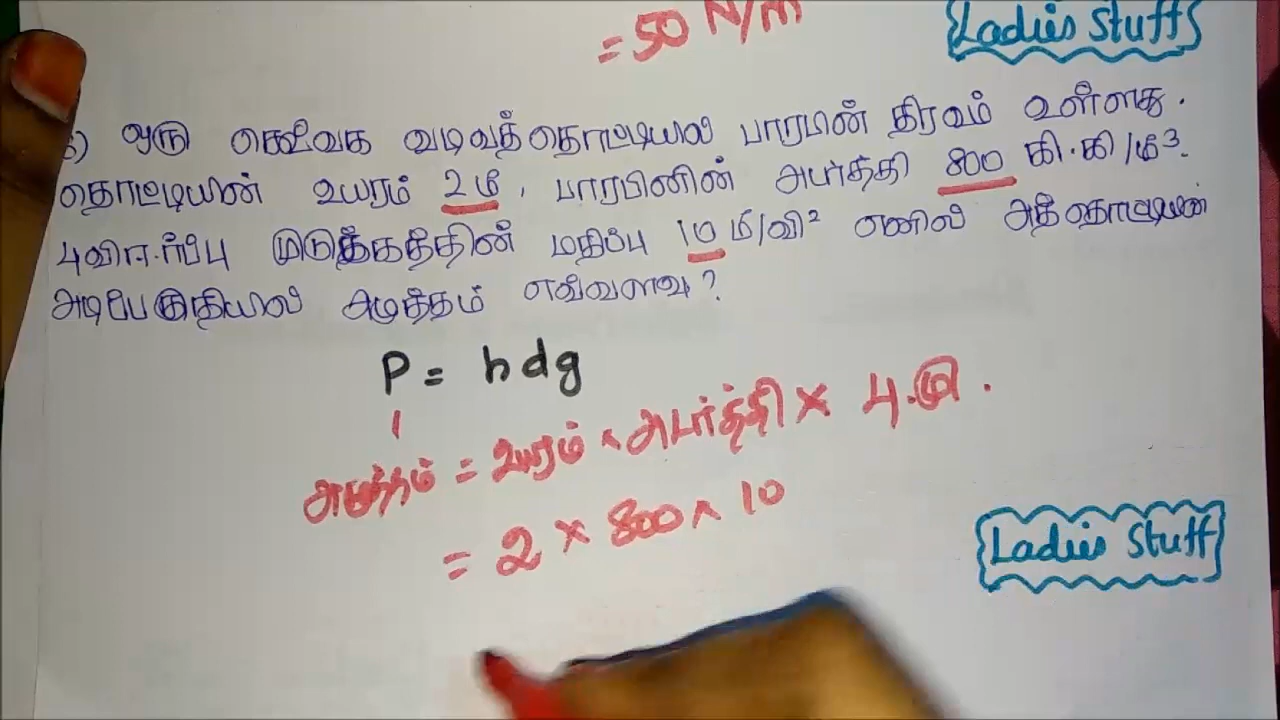 = 50 N/m
Ladies Stuff
ஒரு செவ்வக வடிவத்தொட்டியில் பாரபின் திரவம் உள்ளது.
தொட்டியின் உயரம் 2 மீ, பாரபினின் அடர்த்தி 800 கி.கி/மீ³.
புவிஈர்ப்பு முடுக்கத்தின் மதிப்பு 10 மீ/வி² எனில் அத்தொட்டியின்
அடிப்பகுதியில் அழுத்தம் எவ்வளவு?
P = hdg
அழுத்தம் = உயரம் × அடர்த்தி × பு.மு.
= 2 × 800 × 10
Ladies Stuff